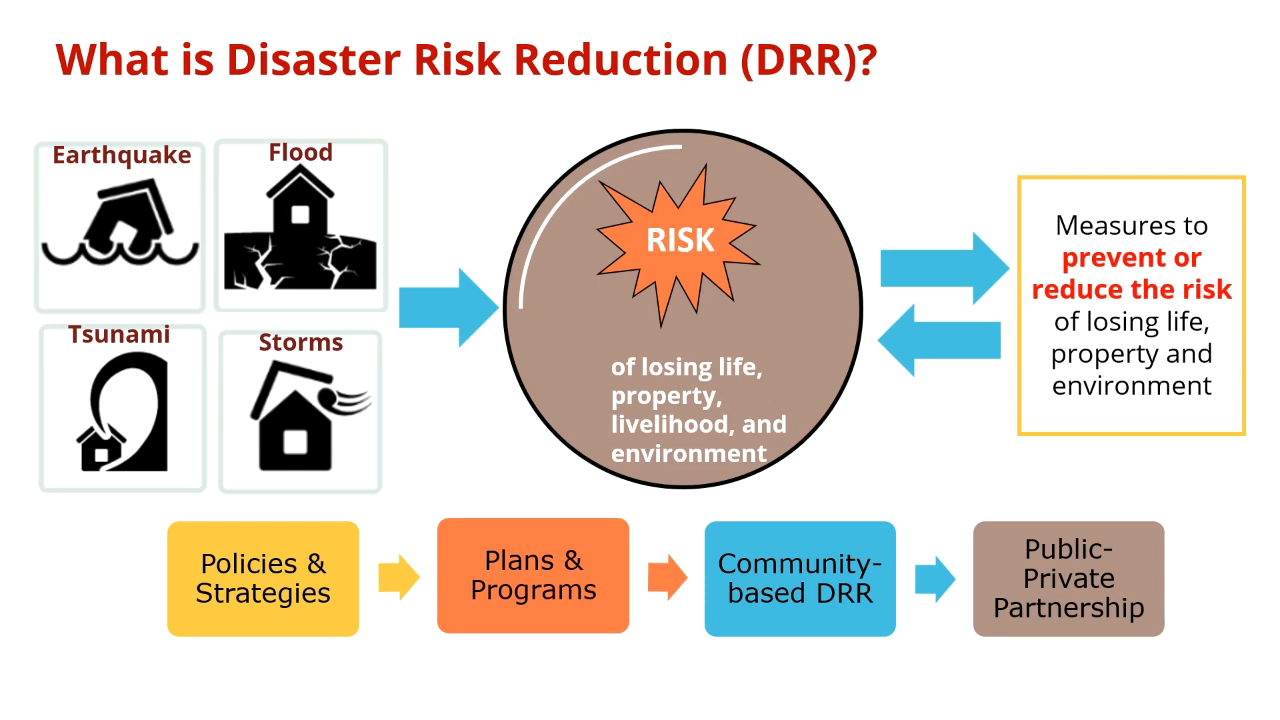 What is Disaster Risk Reduction (DRR)?
Earthquake
Flood
Tsunami
Storms
RISK
of losing life,
property,
livelihood, and
environment
Measures to
prevent or
reduce the risk
of losing life,
property and
environment
Policies &
Strategies
Plans &
Programs
Community-
based DRR
Public-
Private
Partnership